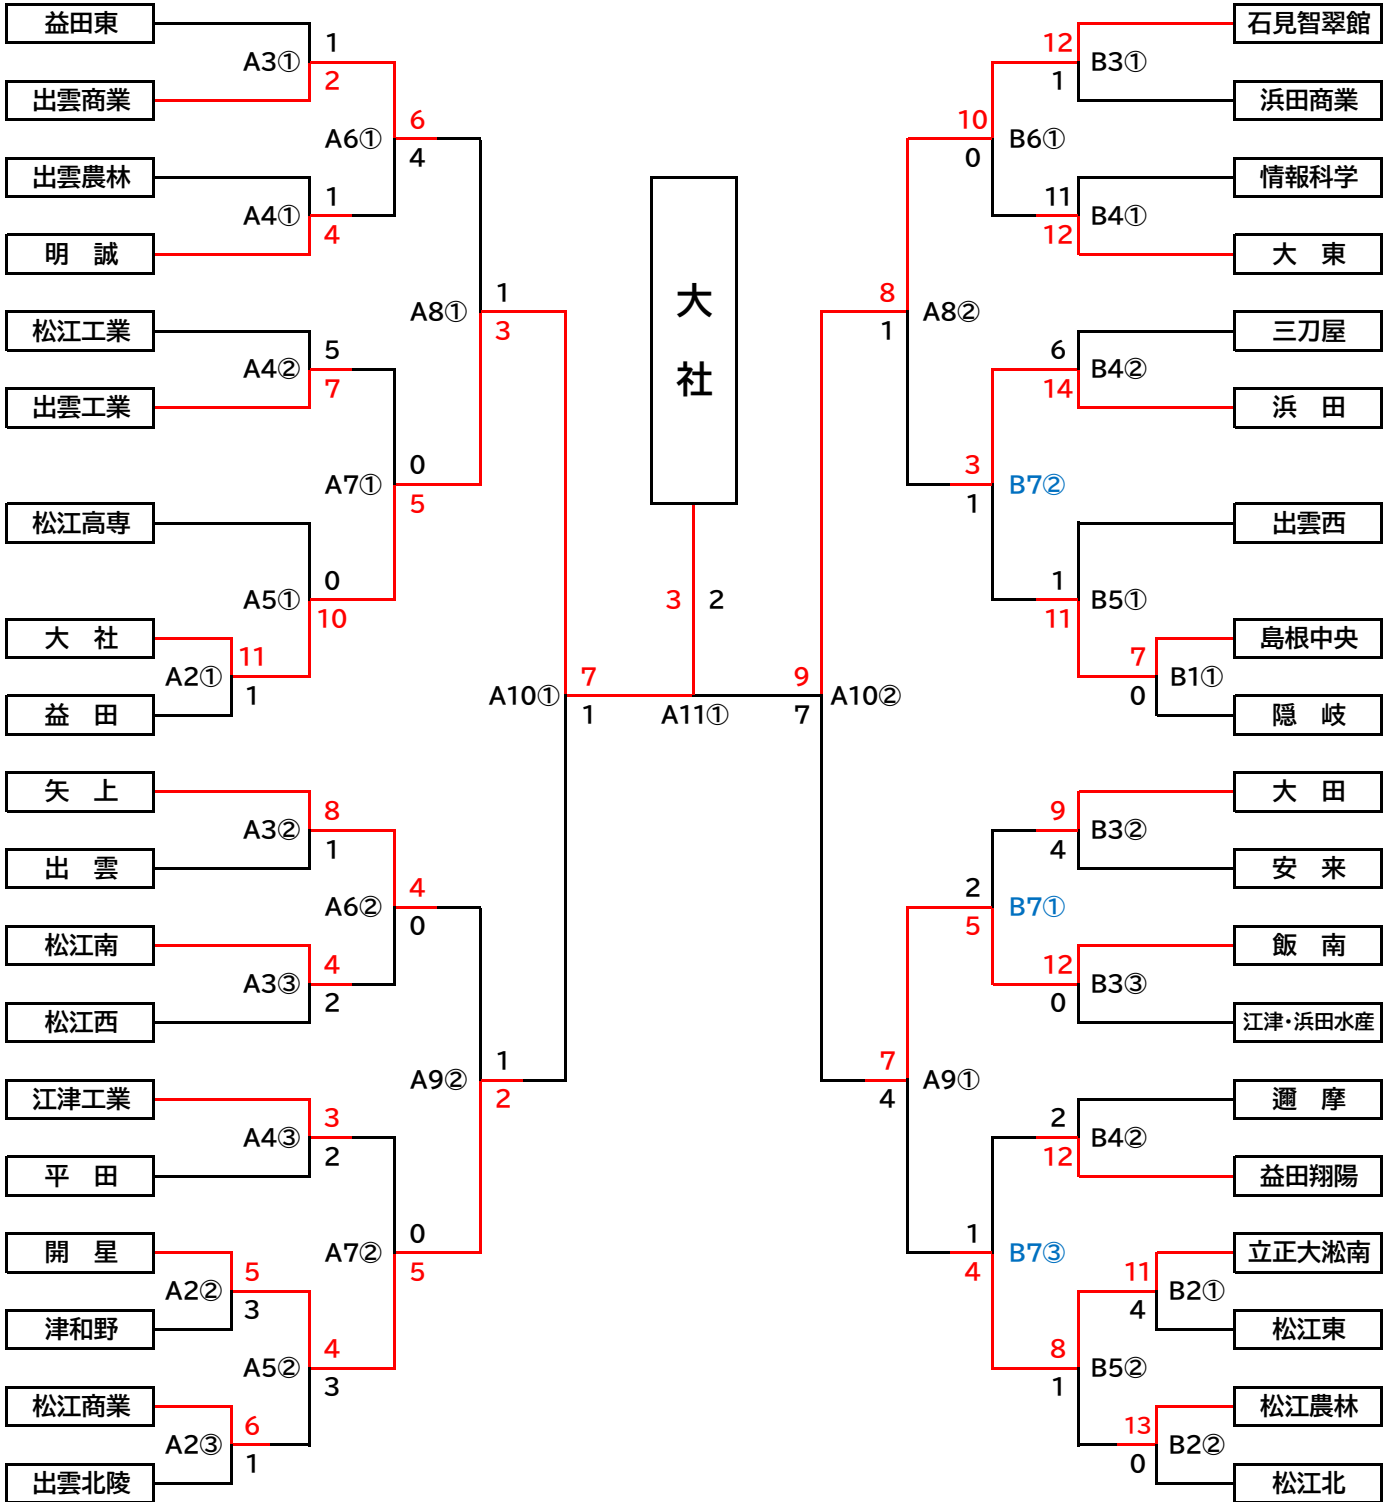 益田東
A3①
1
2
出雲商業
A6①
6
4
出雲農林
A4①
1
4
明　誠
A8①
1
3
松江工業
A4②
5
7
出雲工業
A7①
0
5
松江高専
A5①
0
10
大　社
A2①
11
1
益　田
A10①
7
1
矢　上
A3②
8
1
出　雲
A6②
4
0
松江南
A3③
4
2
松江西
A9②
1
2
江津工業
A4③
3
2
平　田
A7②
0
5
開　星
A2②
5
3
津和野
A5②
4
3
松江商業
A2③
6
1
出雲北陵
大
社
3 2
A11①
石見智翠館
12
1
B3①
浜田商業
10
0
B6①
情報科学
11
12
B4①
大　東
8
1
A8②
三刀屋
6
14
B4②
浜　田
3
1
B7②
出雲西
1
11
B5①
島根中央
7
0
B1①
隠　岐
9
7
A10②
大　田
9
4
B3②
安　来
2
5
B7①
飯　南
12
0
B3③
江津・浜田水産
7
4
A9①
邇　摩
2
12
B4②
益田翔陽
1
4
B7③
立正大淞南
11
4
B2①
松江東
8
1
B5②
松江農林
13
0
B2②
松江北